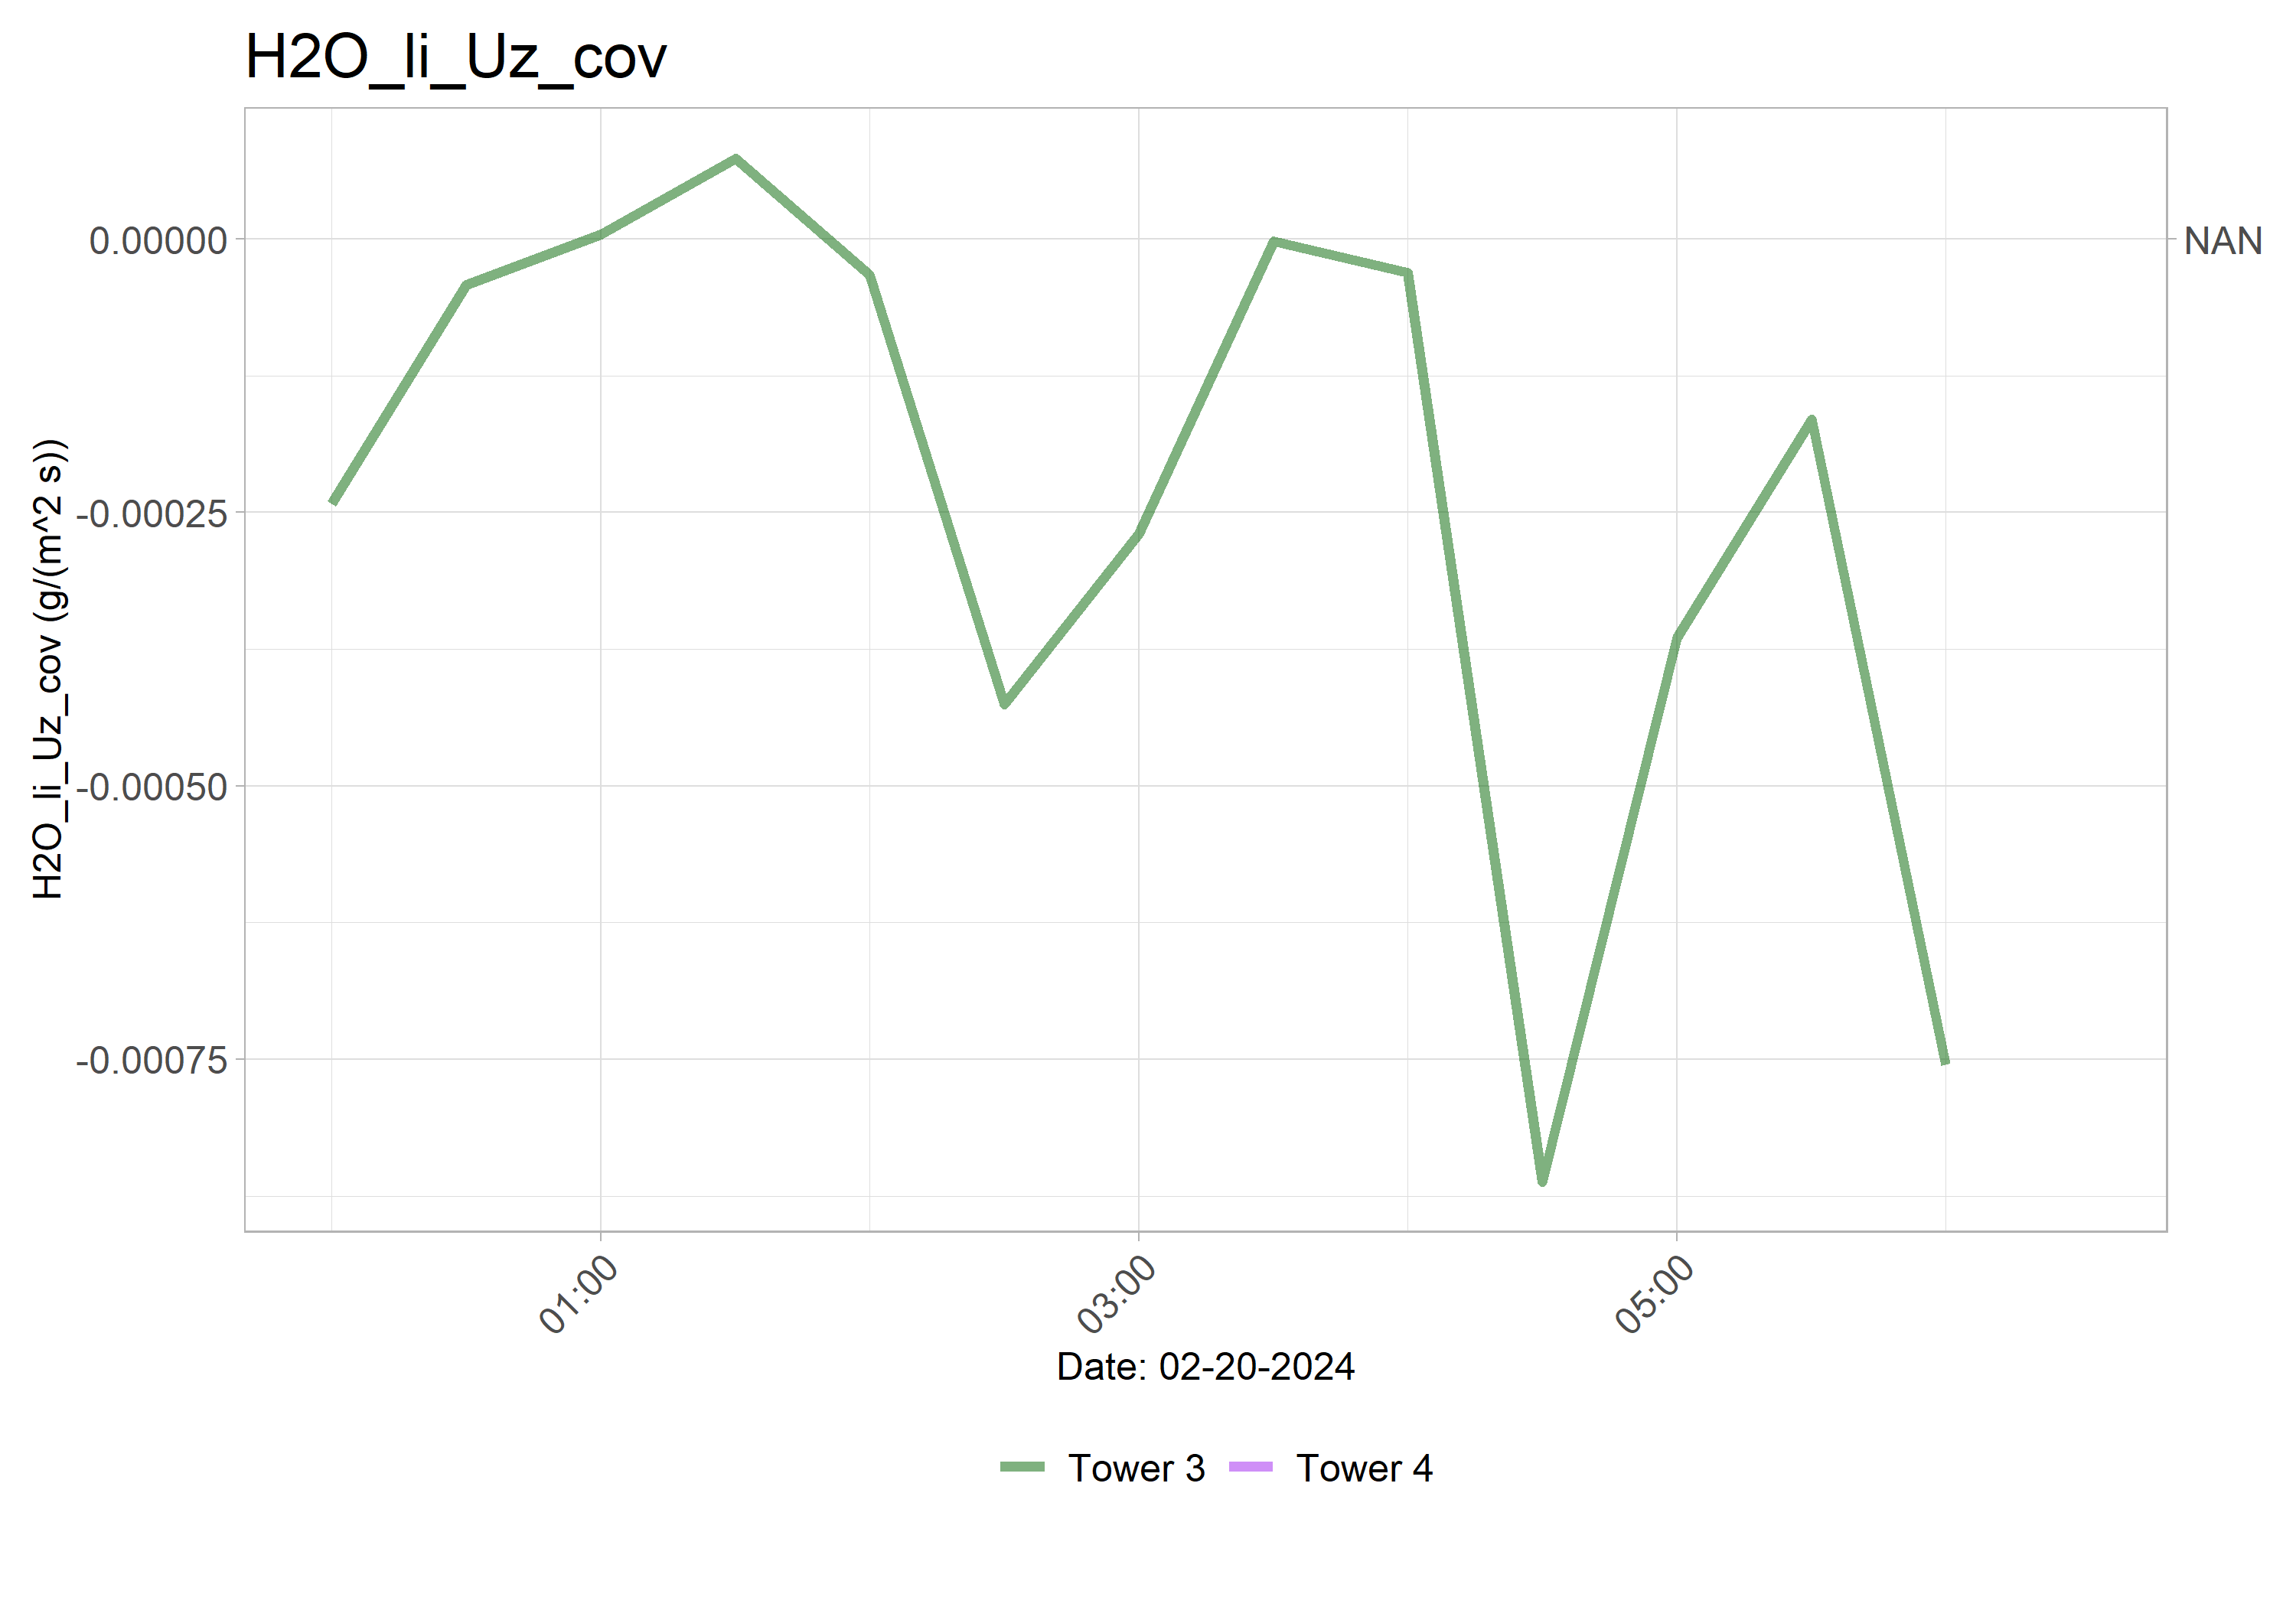 H2O_li_Uz_cov
H2O_li_Uz_cov (g/(m^2 s))
0.00000
-0.00025
-0.00050
-0.00075
NAN
01:00
03:00
05:00
Date: 02-20-2024
Tower 3
Tower 4